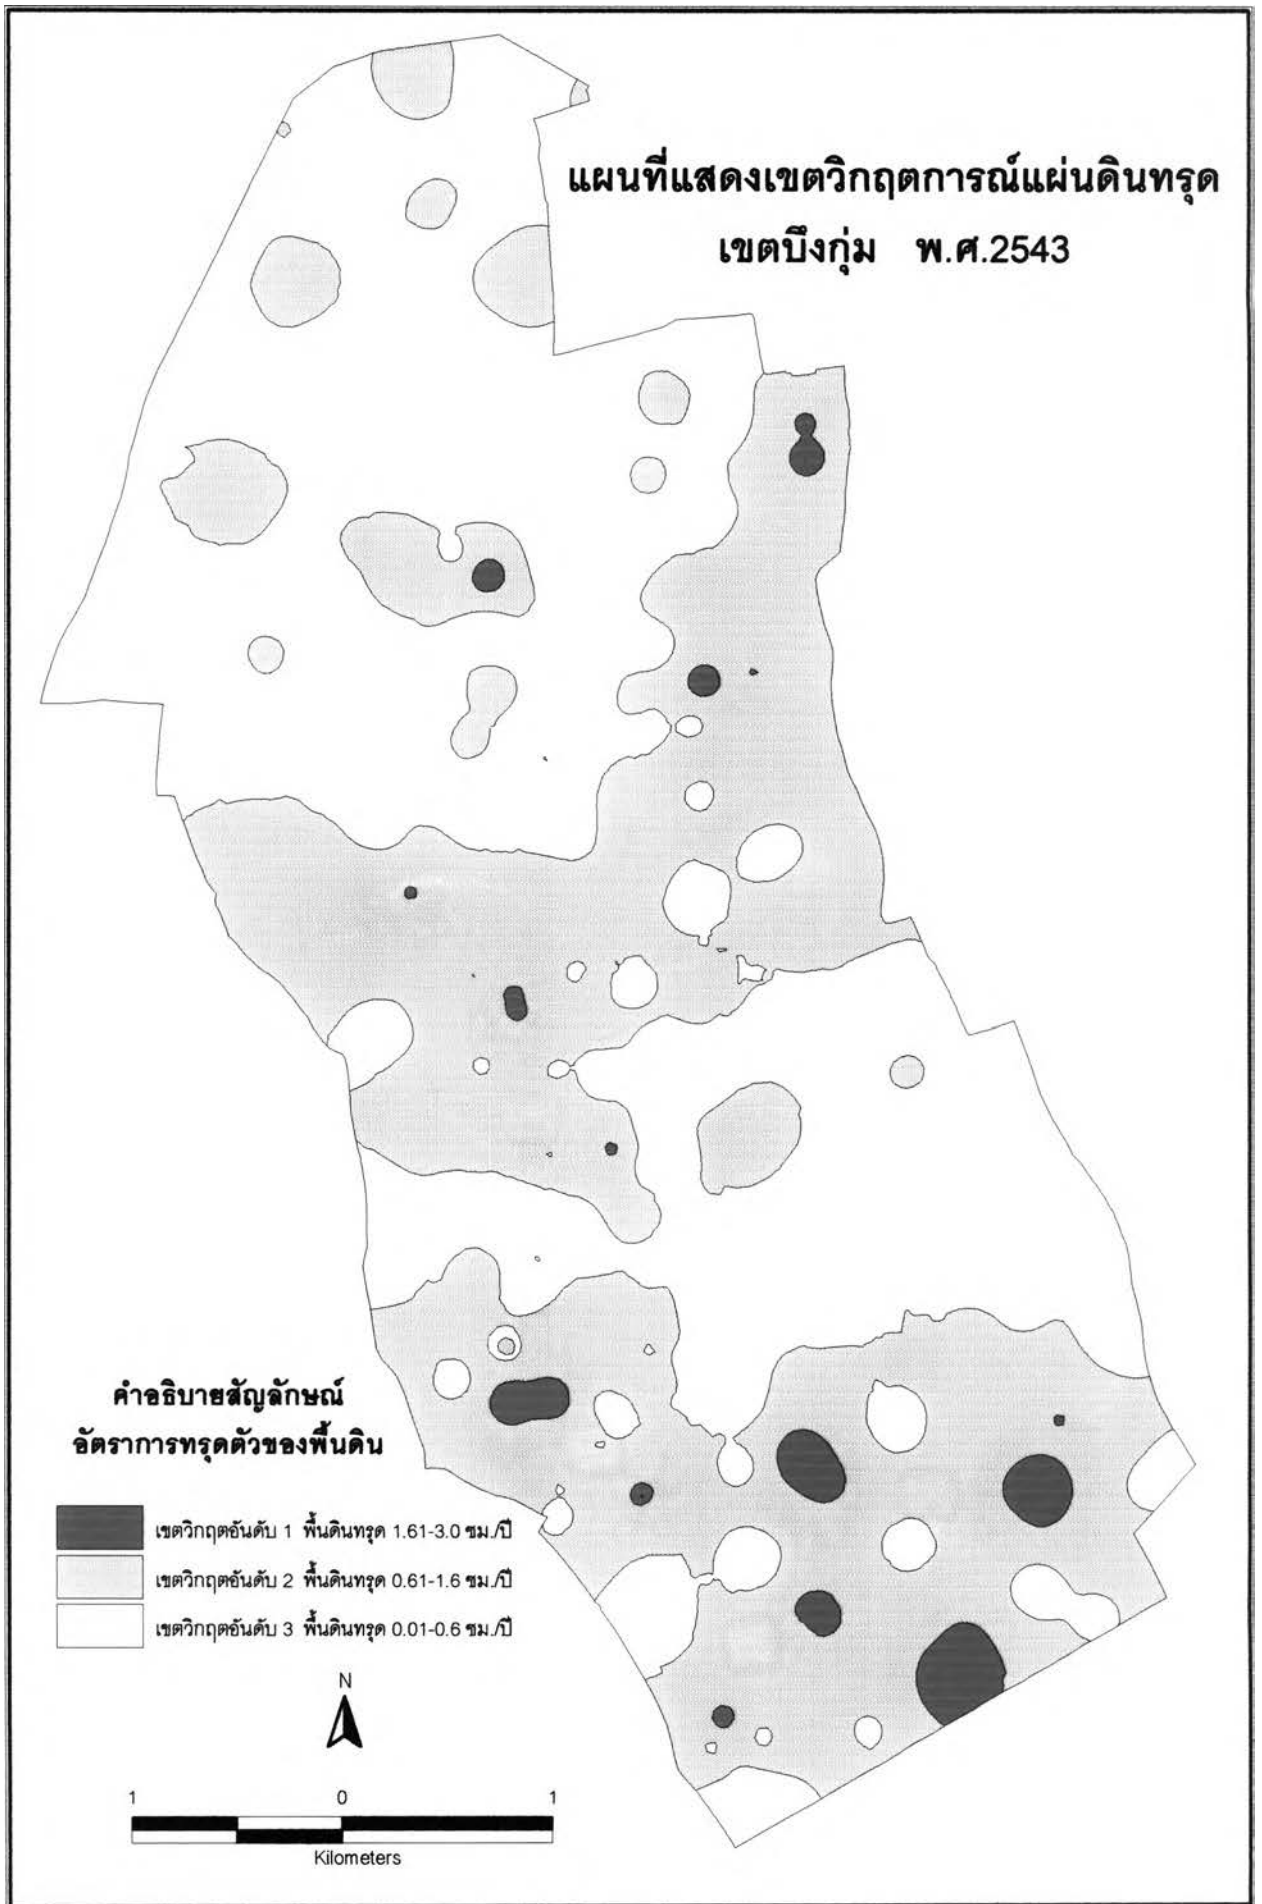 แผนที่แสดงเขตวิกฤตการณ์แผ่นดินทรุด
เขตบึงกุ่ม พ.ศ.2543
คำอธิบายสัญลักษณ์
อัตราการทรุดตัวของพื้นดิน
เขตวิกฤตอันดับ 1 พื้นดินทรุด 1.61-3.0 ซม./ปี
เขตวิกฤตอันดับ 2 พื้นดินทรุด 0.61-1.6 ซม./ปี
เขตวิกฤตอันดับ 3 พื้นดินทรุด 0.01-0.6 ซม./ปี
N
1 0 1
Kilometers